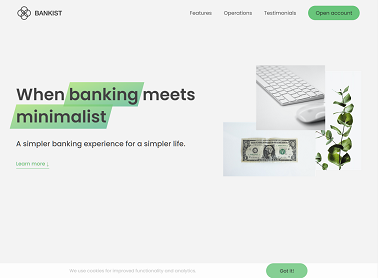 BANKIST
Features Operations Testimonials Open account
When banking meets
minimalist
A simpler banking experience for a simpler life.
Learn more ↓
We use cookies for improved functionality and analytics.
Got it!